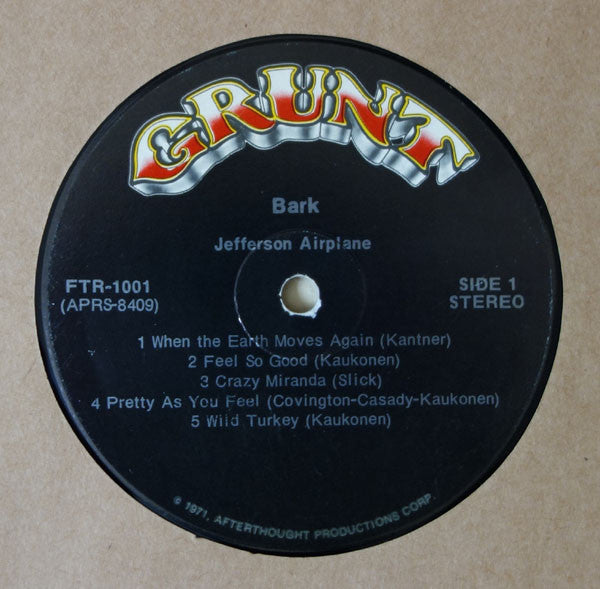 GRUNT
Bark
Jefferson Airplane
FTR-1001
(APRS-8409)
SIDE 1
STEREO
1 When the Earth Moves Again (Kantner)
2 Feel So Good (Kaukonen)
3 Crazy Miranda (Slick)
4 Pretty As You Feel (Covington-Casady-Kaukonen)
5 Wild Turkey (Kaukonen)
© 1971, AFTERTHOUGHT PRODUCTIONS CORP.